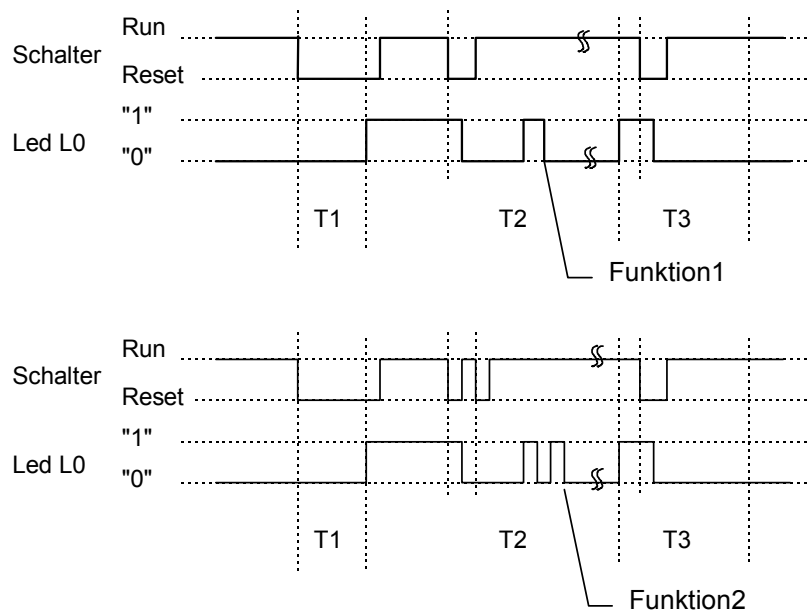 Run
Schalter
Reset
"1"
Led L0
"0"
T1 T2 T3
Funktion1
Run
Schalter
Reset
"1"
Led L0
"0"
T1 T2 T3
Funktion2